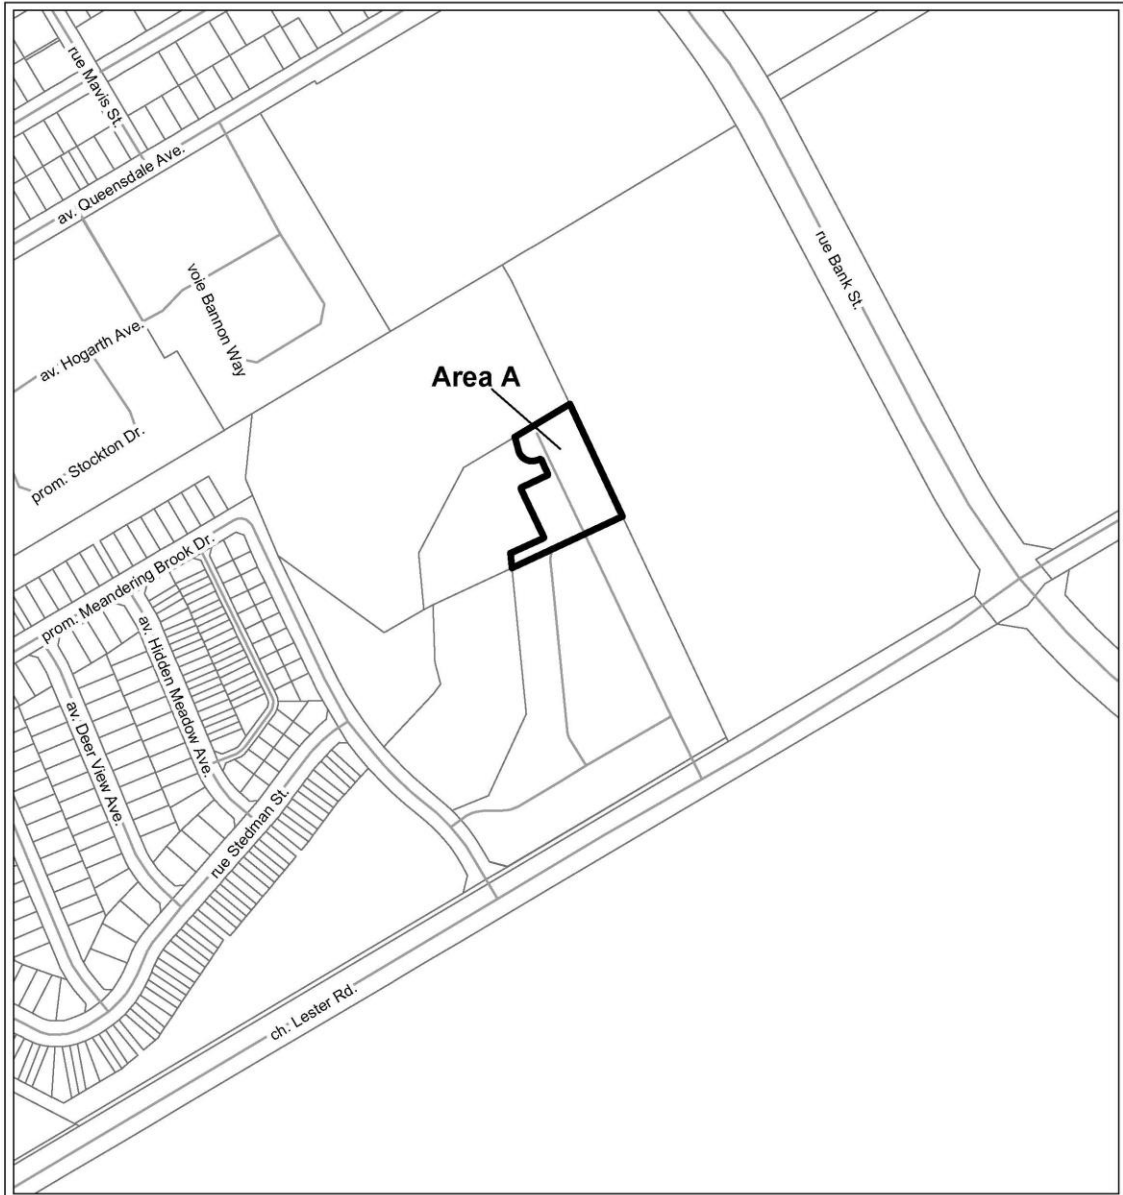 rue Mavis St.
av. Queensdale Ave.
voie Bannon Way
rue Bank St.
av. Hogarth Ave.
Area A
prom. Stockton Dr.
prom. Meandering Brook Dr.
av. Hidden Meadow Ave.
av. Deer View Ave.
rue Stedman St.
ch. Lester Rd.